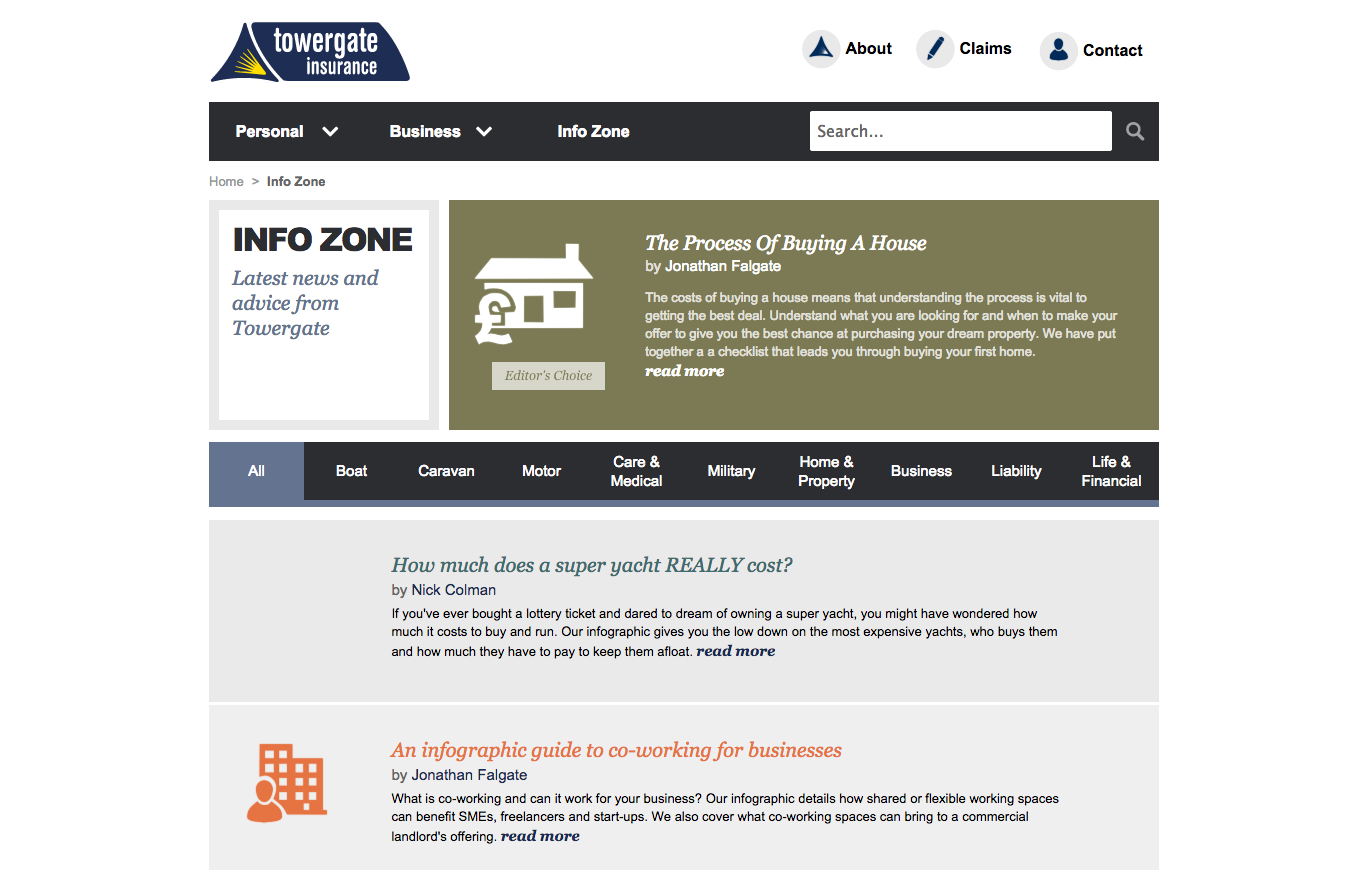 towergate
insurance
About
Claims
Contact
Personal
Business
Info Zone
Search...
Home > Info Zone
INFO ZONE
Latest news and
advice from
Towergate
The Process Of Buying A House
by Jonathan Falgate
The costs of buying a house means that understanding the process is vital to
getting the best deal. Understand what you are looking for and when to make your
offer to give you the best chance at purchasing your dream property. We have put
together a a checklist that leads you through buying your first home.
read more
Editor's Choice
All
Boat
Caravan
Motor
Care &
Medical
Military
Home &
Property
Business
Liability
Life &
Financial
How much does a super yacht REALLY cost?
by Nick Colman
If you've ever bought a lottery ticket and dared to dream of owning a super yacht, you might have wondered how
much it costs to buy and run. Our infographic gives you the low down on the most expensive yachts, who buys them
and how much they have to pay to keep them afloat. read more
An infographic guide to co-working for businesses
by Jonathan Falgate
What is co-working and can it work for your business? Our infographic details how shared or flexible working spaces
can benefit SMEs, freelancers and start-ups. We also cover what co-working spaces can bring to a commercial
landlord's offering. read more